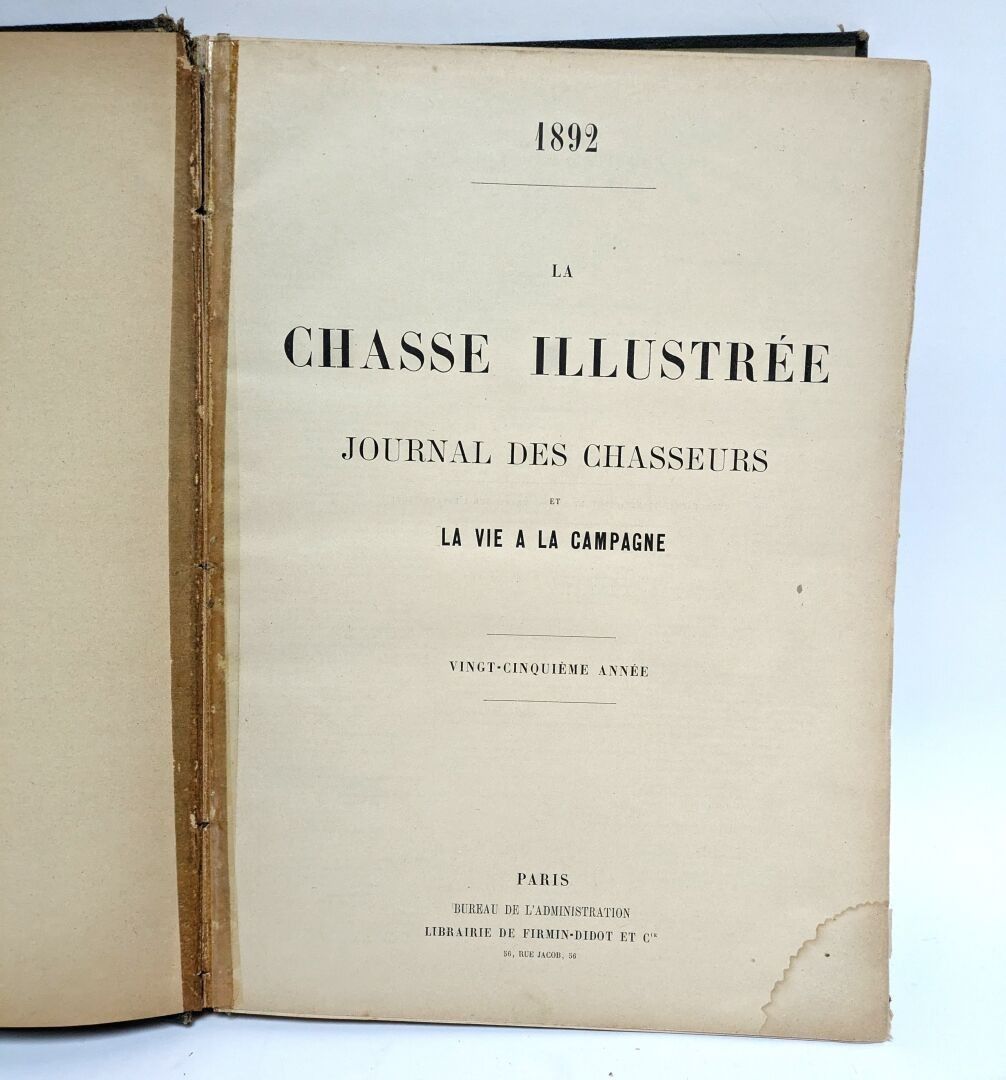 1892
LA
CHASSE ILLUSTRÉE
JOURNAL DES CHASSEURS
ET
LA VIE A LA CAMPAGNE
VINGT-CINQUIÈME ANNÉE
PARIS
BUREAU DE L'ADMINISTRATION
LIBRAIRIE DE FIRMIN-DIDOT ET Cie
56, RUE JACOB, 56